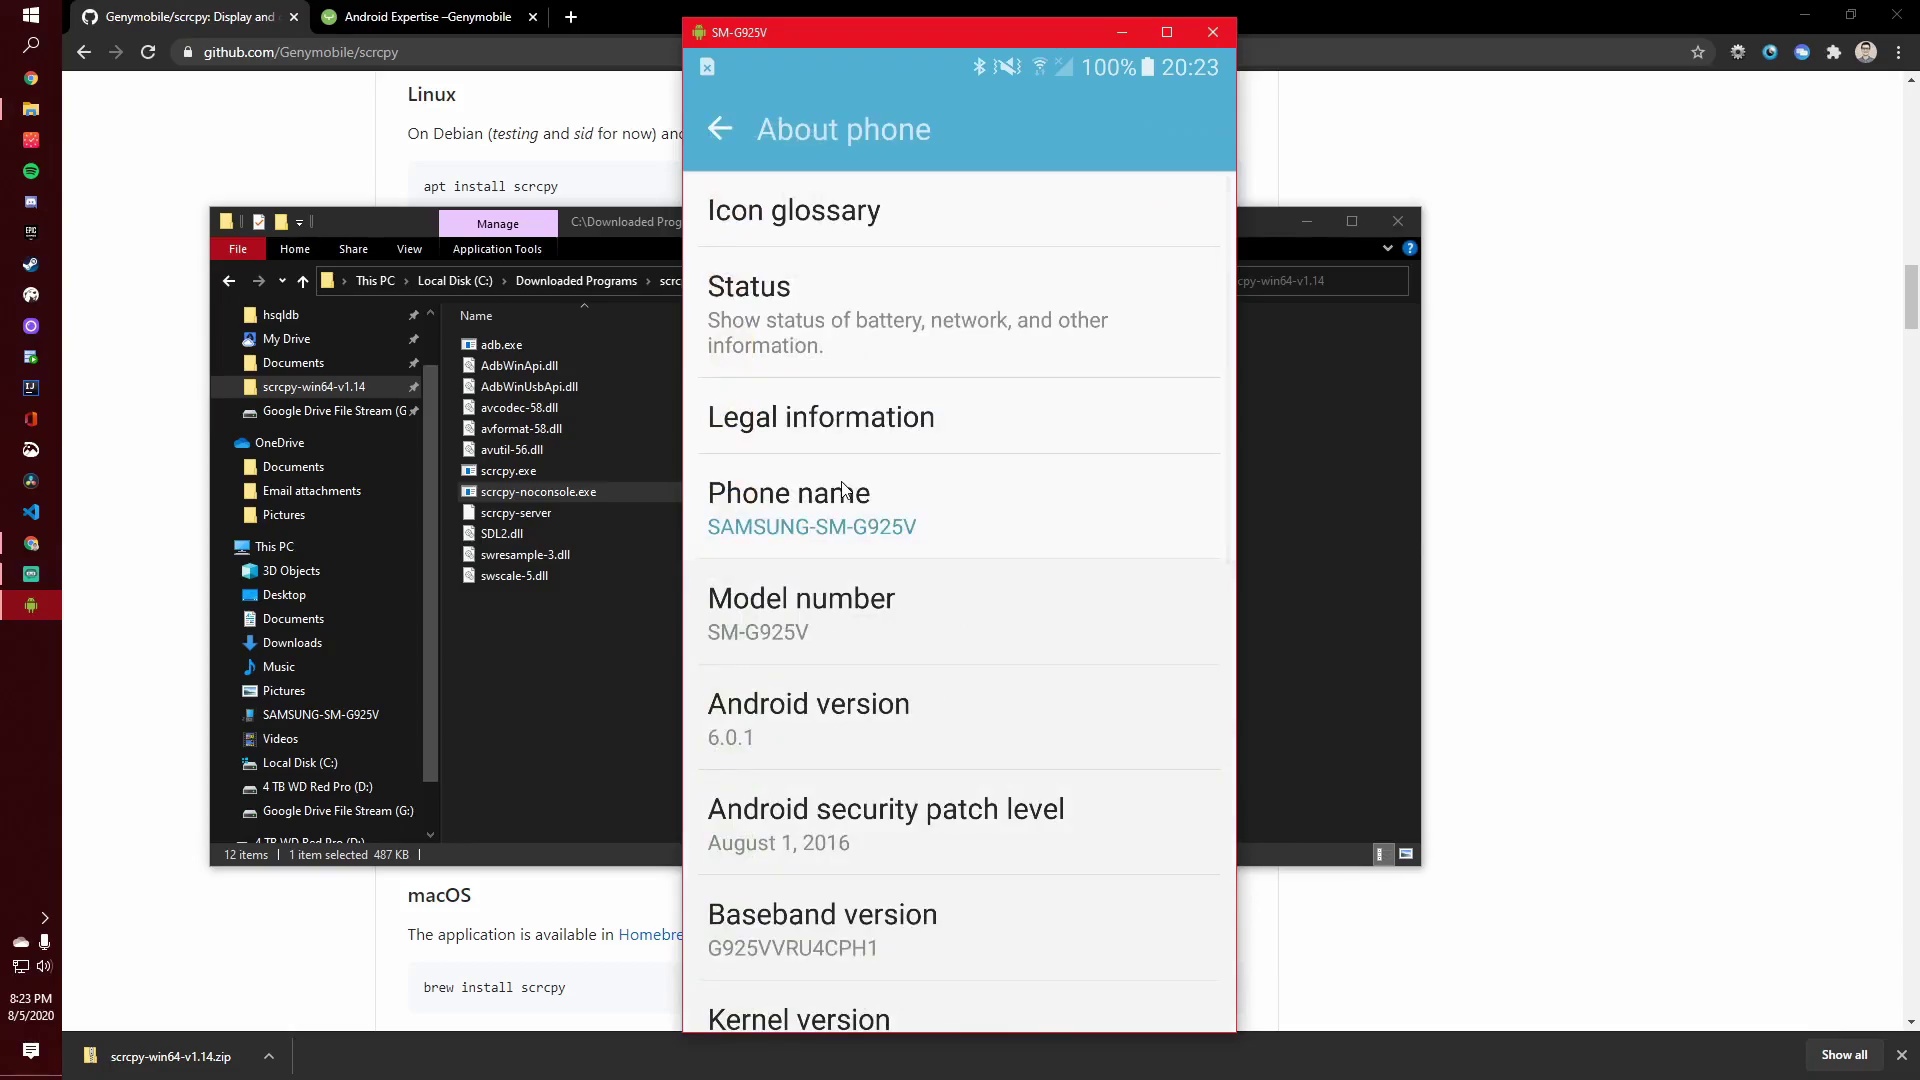 Genymobile/scrcpy: Display and
Android Expertise –Genymobile
github.com/Genymobile/scrcpy
SM-G925V
100% 20:23
About phone
Icon glossary
Status
Show status of battery, network, and other
information.
Legal information
Phone name
SAMSUNG-SM-G925V
Model number
SM-G925V
Android version
6.0.1
Android security patch level
August 1, 2016
Baseband version
G925VVRU4CPH1
Kernel version
Linux
On Debian (testing and sid for now) and
apt install scrcpy
Manage
C:\Downloaded Prog
File
Home
Share
View
Application Tools
This PC
Local Disk (C:)
Downloaded Programs
scrc
cpy-win64-v1.14
hsqldb
My Drive
Documents
scrcpy-win64-v1.14
Google Drive File Stream (G
OneDrive
Documents
Email attachments
Pictures
This PC
3D Objects
Desktop
Documents
Downloads
Music
Pictures
SAMSUNG-SM-G925V
Videos
Local Disk (C:)
4 TB WD Red Pro (D:)
Google Drive File Stream (G:)
4 TB WD Red Pro (D:)
Name
adb.exe
AdbWinApi.dll
AdbWinUsbApi.dll
avcodec-58.dll
avformat-58.dll
avutil-56.dll
scrcpy.exe
scrcpy-noconsole.exe
scrcpy-server
SDL2.dll
swresample-3.dll
swscale-5.dll
12 items
1 item selected 487 KB
macOS
The application is available in Homebre
brew install scrcpy
EPIC
IJ
8:23 PM
8/5/2020
scrcpy-win64-v1.14.zip
Show all